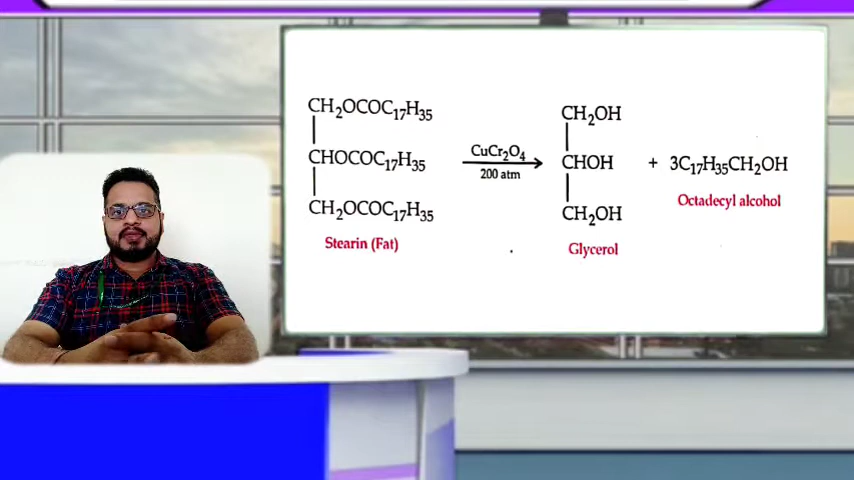 CH₂OCOC₁₇H₃₅
CHOCOC₁₇H₃₅
CH₂OCOC₁₇H₃₅
Stearin (Fat)
CuCr₂O₄
200 atm
CH₂OH
CHOH
CH₂OH
Glycerol
+ 3C₁₇H₃₅CH₂OH
Octadecyl alcohol